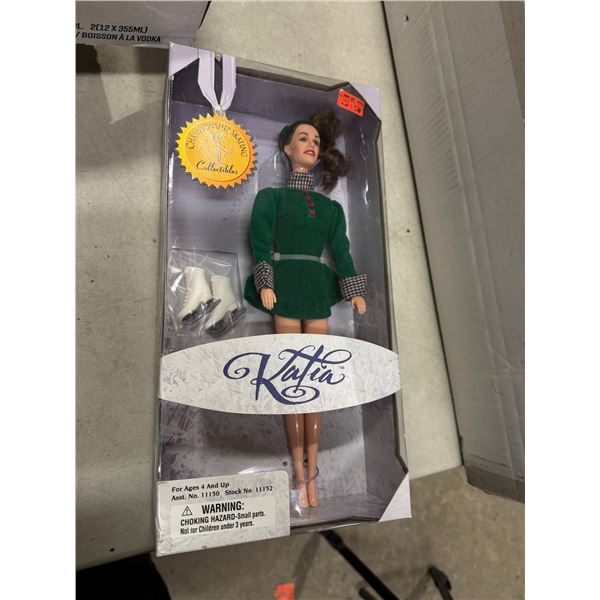 2(12 X 355ML)
/ BOISSON À LA VODKA
CHAMPIONSHIP SKATING
Collectibles
Katia™
For Ages 4 And Up
Asst. No. 11150 Stock No. 11152
WARNING:
CHOKING HAZARD-Small parts.
Not for Children under 3 years.